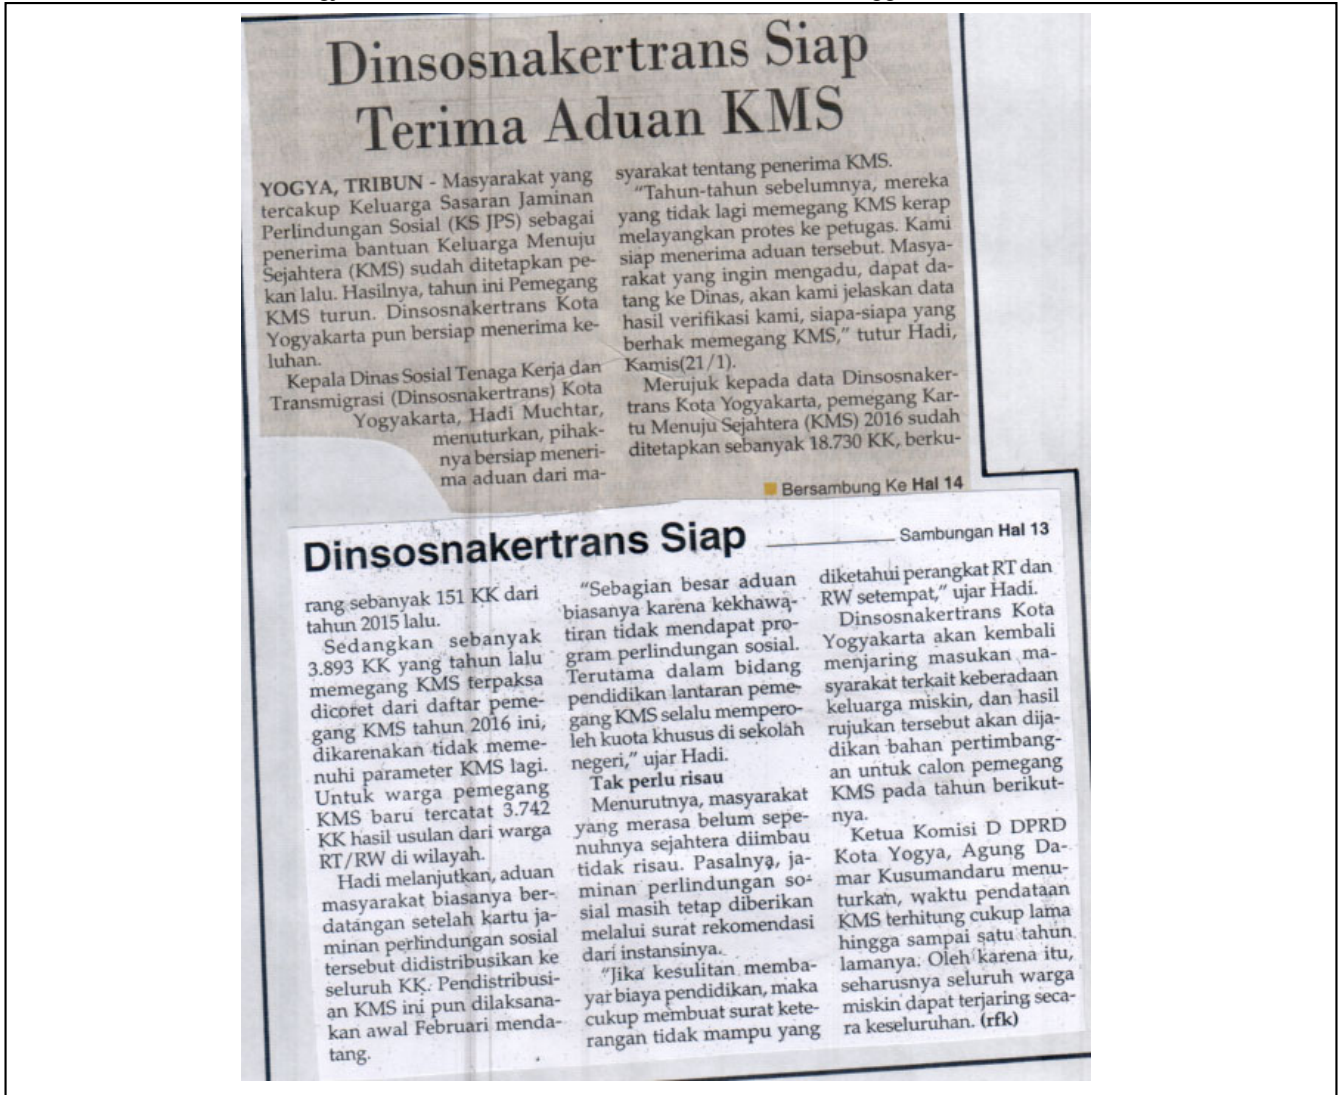 Dinsosnakertrans Siap
Terima Aduan KMS
YOGYA, TRIBUN - Masyarakat yang
tercakup Keluarga Sasaran Jaminan
Perlindungan Sosial (KS JPS) sebagai
penerima bantuan Keluarga Menuju
Sejahtera (KMS) sudah ditetapkan pe-
kan lalu. Hasilnya, tahun ini Pemegang
KMS turun. Dinsosnakertrans Kota
Yogyakarta pun bersiap menerima ke-
luhan.
Kepala Dinas Sosial Tenaga Kerja dan
Transmigrasi (Dinsosnakertrans) Kota
Yogyakarta, Hadi Muchtar,
menuturkan, pihak-
nya bersiap meneri-
ma aduan dari ma-
syarakat tentang penerima KMS.
"Tahun-tahun sebelumnya, mereka
yang tidak lagi memegang KMS kerap
melayangkan protes ke petugas. Kami
siap menerima aduan tersebut. Masya-
rakat yang ingin mengadu, dapat da-
tang ke Dinas, akan kami jelaskan data
hasil verifikasi kami, siapa-siapa yang
berhak memegang KMS," tutur Hadi,
Kamis(21/1).
Merujuk kepada data Dinsosnaker-
trans Kota Yogyakarta, pemegang Kar-
tu Menuju Sejahtera (KMS) 2016 sudah
ditetapkan sebanyak 18.730 KK, berku-
Bersambung Ke Hal 14
Dinsosnakertrans Siap
Sambungan Hal 13
rang sebanyak 151 KK dari
tahun 2015 lalu.
Sedangkan sebanyak
3.893 KK yang tahun lalu
memegang KMS terpaksa
dicoret dari daftar peme-
gang KMS tahun 2016 ini,
dikarenakan tidak meme-
nuhi parameter KMS lagi.
Untuk warga pemegang
KMS baru tercatat 3.742
KK hasil usulan dari warga
RT/RW di wilayah.
Hadi melanjutkan, aduan
masyarakat biasanya ber-
datangan setelah kartu ja-
minan perlindungan sosial
tersebut didistribusikan ke
seluruh KK. Pendistribusi-
an KMS ini pun dilaksana-
kan awal Februari menda-
tang.
"Sebagian besar aduan
biasanya karena kekhawa-
tiran tidak mendapat pro-
gram perlindungan sosial.
Terutama dalam bidang
pendidikan lantaran peme-
gang KMS selalu mempero-
leh kuota khusus di sekolah
negeri," ujar Hadi.
Tak perlu risau
Menurutnya, masyarakat
yang merasa belum sepe-
nuhnya sejahtera diimbau
tidak risau. Pasalnya, ja-
minan perlindungan so-
sial masih tetap diberikan
melalui surat rekomendasi
dari instansinya.
"Jika kesulitan memba-
yar biaya pendidikan, maka
cukup membuat surat kete-
rangan tidak mampu yang
diketahui perangkat RT dan
RW setempat," ujar Hadi.
Dinsosnakertrans Kota
Yogyakarta akan kembali
menjaring masukan ma-
syarakat terkait keberadaan
keluarga miskin, dan hasil
rujukan tersebut akan dija-
dikan bahan pertimbang-
an untuk calon pemegang
KMS pada tahun berikut-
nya.
Ketua Komisi D DPRD
Kota Yogya, Agung Da-
mar Kusumandaru menu-
turkan, waktu pendataan
KMS terhitung cukup lama
hingga sampai satu tahun
lamanya. Oleh karena itu,
seharusnya seluruh warga
miskin dapat terjaring seca-
ra keseluruhan. (rfk)